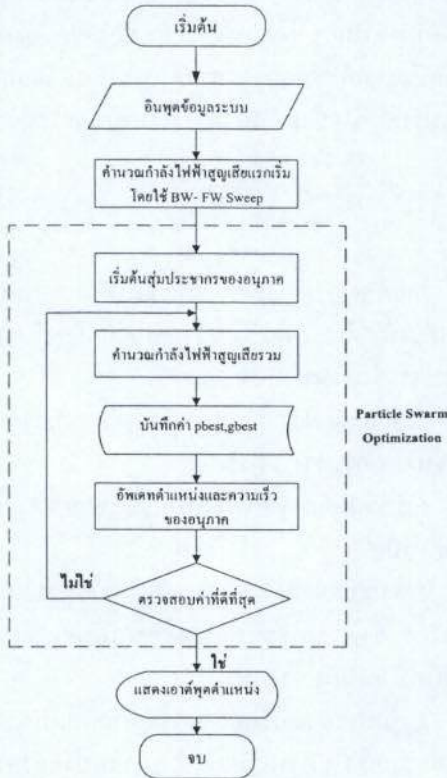 เริ่มต้น
อินพุตข้อมูลระบบ
คำนวณกำลังไฟฟ้าสูญเสียแรกเริ่ม
โดยใช้ BW- FW Sweep
เริ่มต้นสุ่มประชากรของอนุภาค
คำนวณกำลังไฟฟ้าสูญเสียรวม
บันทึกค่า pbest,gbest
Particle Swarm
Optimization
อัพเดทตำแหน่งและความเร็ว
ของอนุภาค
ไม่ใช่
ตรวจสอบค่าที่ดีที่สุด
ใช่
แสดงเอาต์พุตตำแหน่ง
จบ